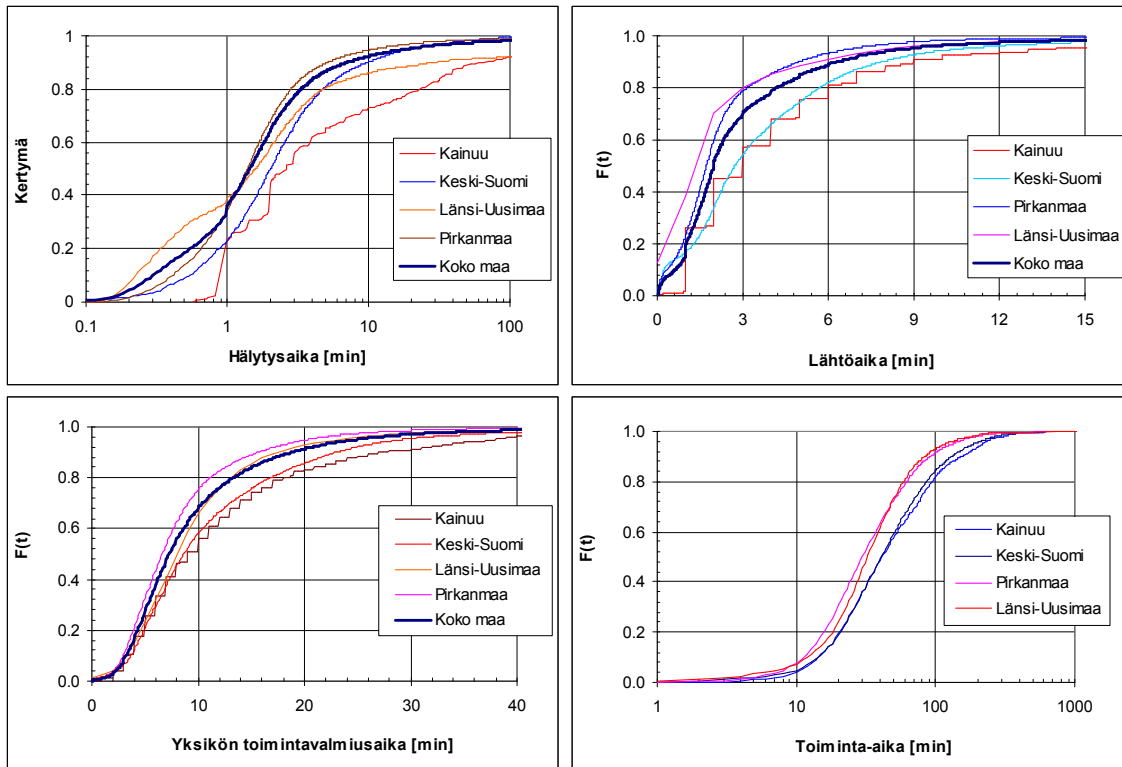 1
0.8
0.6
0.4
0.2
0
Kertymä
0.1 1 10 100
Hälytysaika [min]
Kainuu
Keski-Suomi
Länsi-Uusimaa
Pirkanmaa
Koko maa
1.0
0.8
0.6
0.4
0.2
0.0
F(t)
0 3 6 9 12 15
Lähtöaika [min]
Kainuu
Keski-Suomi
Pirkanmaa
Länsi-Uusimaa
Koko maa
1.0
0.8
0.6
0.4
0.2
0.0
F(t)
0 10 20 30 40
Yksikön toimintavalmiusaika [min]
Kainuu
Keski-Suomi
Länsi-Uusimaa
Pirkanmaa
Koko maa
1.0
0.8
0.6
0.4
0.2
0.0
F(t)
1 10 100 1000
Toiminta-aika [min]
Kainuu
Keski-Suomi
Pirkanmaa
Länsi-Uusimaa